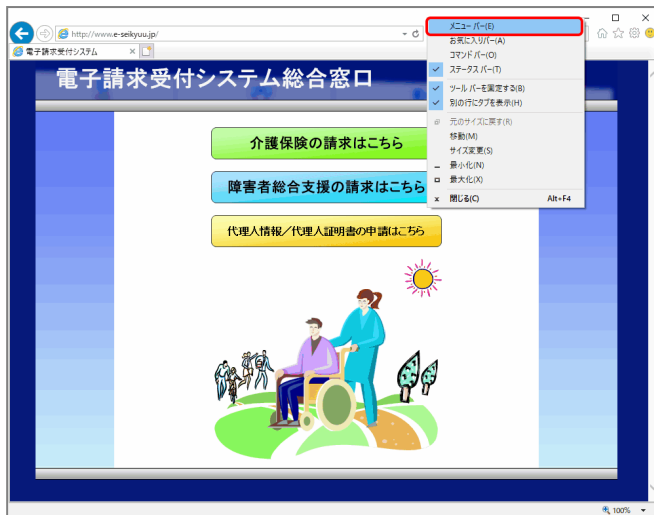 http://www.e-seikyuu.jp/
電子請求受付システム
電子請求受付システム総合窓口
介護保険の請求はこちら
障害者総合支援の請求はこちら
代理人情報/代理人証明書の申請はこちら
メニュー バー(E)
お気に入りバー(A)
コマンド バー(O)
ステータス バー(T)
ツール バーを固定する(B)
別の行にタブを表示(H)
元のサイズに戻す(R)
移動(M)
サイズ変更(S)
最小化(N)
最大化(X)
閉じる(C) Alt+F4
100%